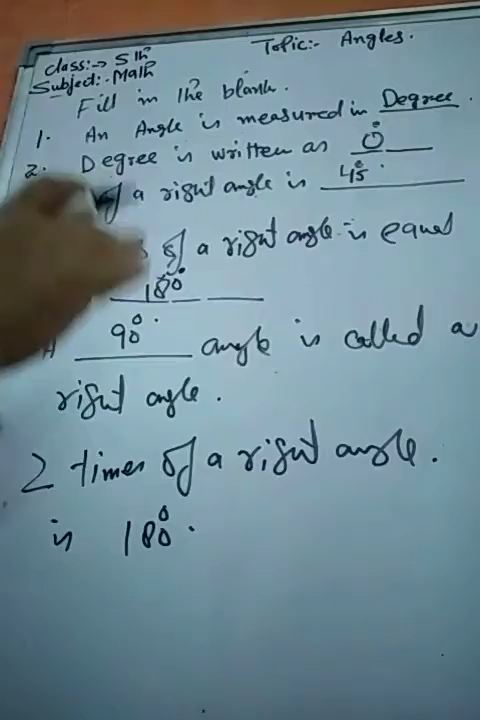 Class:→ 5th
Topic:- Angles.
Subject:- Math
Fill in the blank.
1. An Angle is measured in Degree.
2. Degree is written as 0°
of a right angle is 45°.
of a right angle is equal
180°
90°. angle is called a
right angle.
2 times of a right angle.
is 180°.